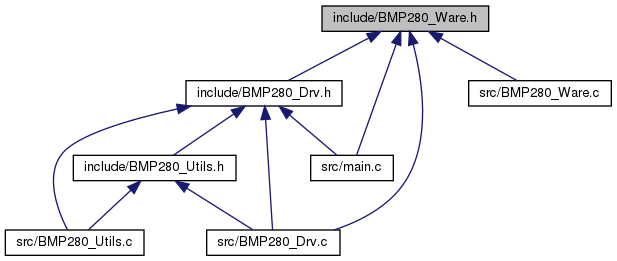 include/BMP280_Ware.h
include/BMP280_Drv.h
src/BMP280_Ware.c
include/BMP280_Utils.h
src/main.c
src/BMP280_Utils.c
src/BMP280_Drv.c